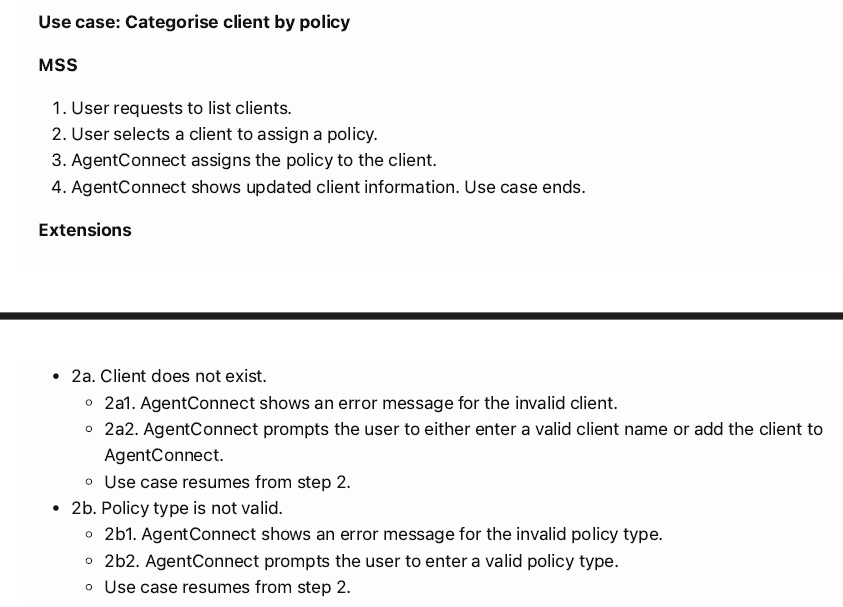 Use case: Categorise client by policy
MSS
1. User requests to list clients.
2. User selects a client to assign a policy.
3. AgentConnect assigns the policy to the client.
4. AgentConnect shows updated client information. Use case ends.
Extensions
• 2a. Client does not exist.
◦ 2a1. AgentConnect shows an error message for the invalid client.
◦ 2a2. AgentConnect prompts the user to either enter a valid client name or add the client to
AgentConnect.
◦ Use case resumes from step 2.
• 2b. Policy type is not valid.
◦ 2b1. AgentConnect shows an error message for the invalid policy type.
◦ 2b2. AgentConnect prompts the user to enter a valid policy type.
◦ Use case resumes from step 2.